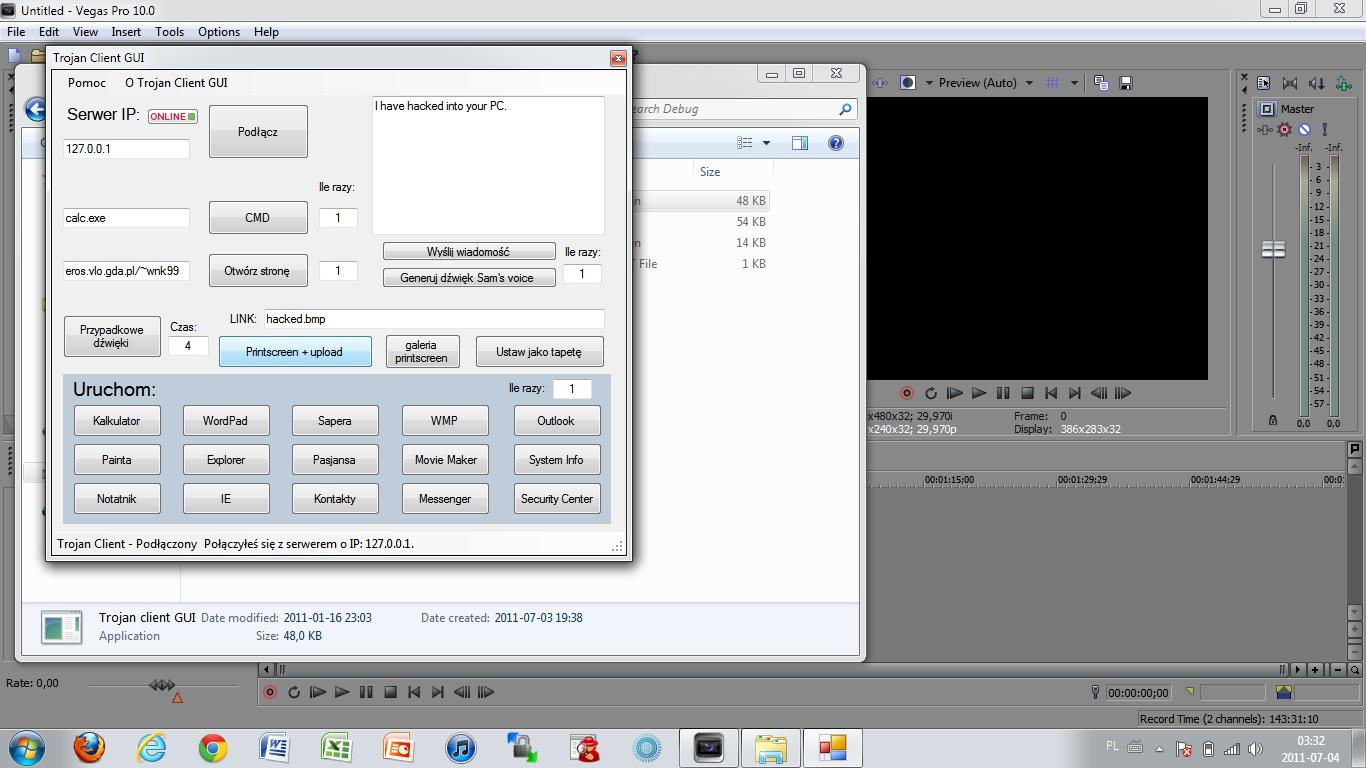 Untitled - Vegas Pro 10.0
File Edit View Insert Tools Options Help
Trojan Client GUI
Pomoc O Trojan Client GUI
Serwer IP: ONLINE
Podłącz
127.0.0.1
I have hacked into your PC.
Ile razy:
calc.exe
CMD
1
eros.vlo.gda.pl/~wnk99
Otwórz stronę
1
Wyślij wiadomość
Generuj dźwięk Sam's voice
Ile razy:
1
Przypadkowe
dźwięki
Czas:
4
LINK: hacked.bmp
Printscreen + upload
galeria
printscreen
Ustaw jako tapetę
Uruchom:
Ile razy: 1
Kalkulator WordPad Sapera WMP Outlook
Painta Explorer Pasjansa Movie Maker System Info
Notatnik IE Kontakty Messenger Security Center
Trojan Client - Podłączony Połączyłeś się z serwerem o IP: 127.0.0.1.
earch Debug
Size
48 KB
54 KB
14 KB
File 1 KB
Trojan client GUI Date modified: 2011-01-16 23:03 Date created: 2011-07-03 19:38
Application Size: 48,0 KB
Preview (Auto)
x480x32; 29,970i Frame: 0
x240x32; 29,970p Display: 386x283x32
Master
-Inf. -Inf.
- 3 -
- 6 -
- 9 -
-12-
-15-
-18-
-21-
-24-
-27-
-30-
-33-
-36-
-39-
-42-
-45-
-48-
-51-
-54-
-57-
0,0 0,0
00:01:15;00 00:01:29;29 00:01:44;29 00:0
Rate: 0,00
00:00:00;00
Record Time (2 channels): 143:31:10
PL
03:32
2011-07-04